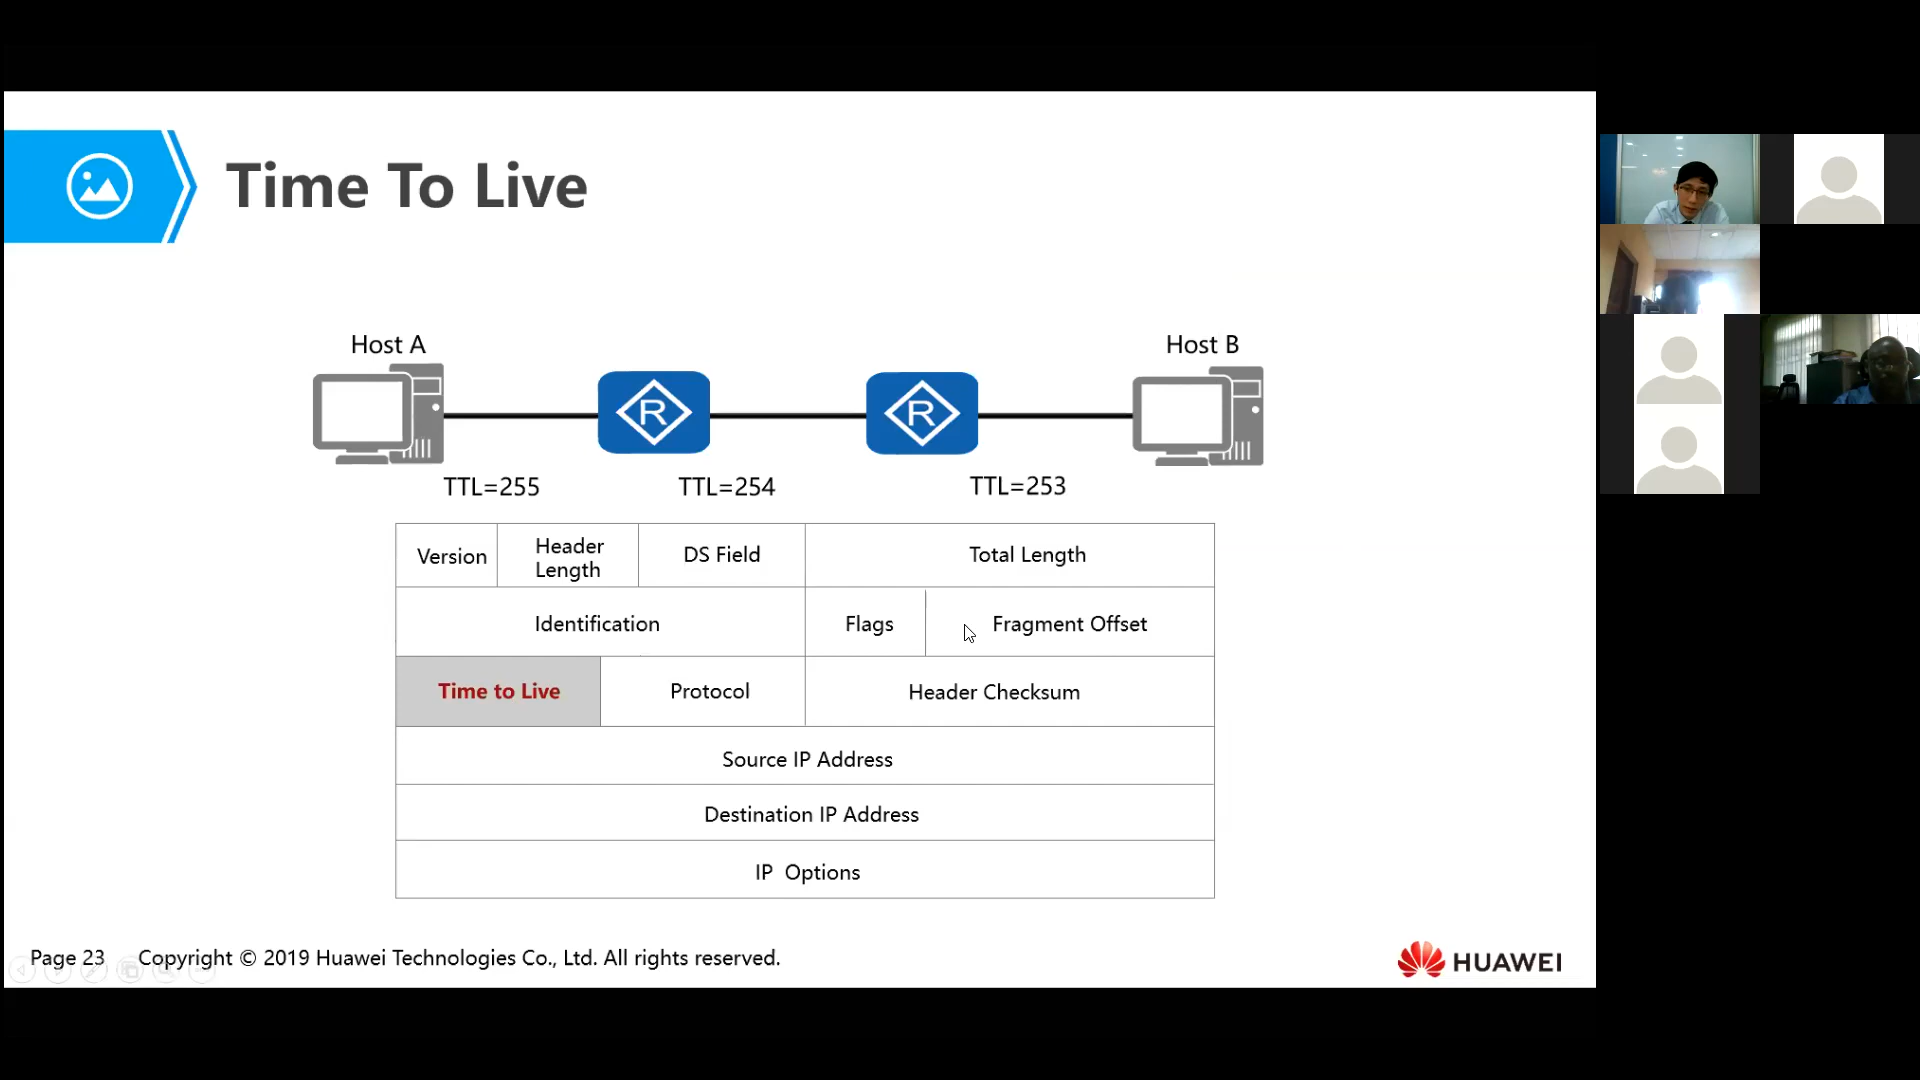 Time To Live
Host A
Host B
R
R
TTL=255
TTL=254
TTL=253
Version
Header
Length
DS Field
Total Length
Identification
Flags
Fragment Offset
Time to Live
Protocol
Header Checksum
Source IP Address
Destination IP Address
IP Options
Page 23
Copyright © 2019 Huawei Technologies Co., Ltd. All rights reserved.
HUAWEI